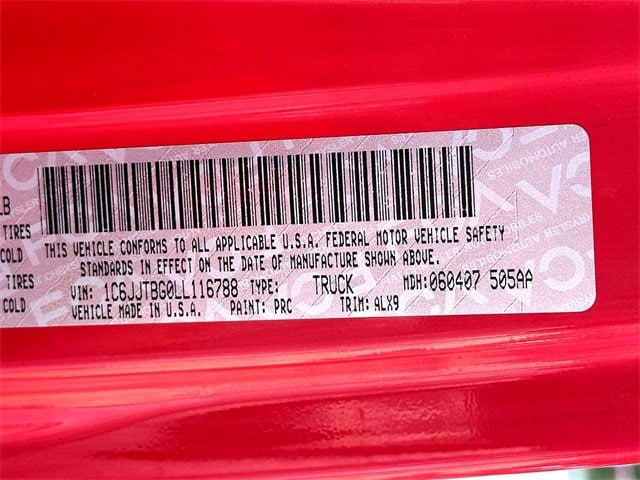 LB
TIRES
COLD
TIRES
COLD
THIS VEHICLE CONFORMS TO ALL APPLICABLE U.S.A. FEDERAL MOTOR VEHICLE SAFETY
STANDARDS IN EFFECT ON THE DATE OF MANUFACTURE SHOWN ABOVE.
VIN: 1C6JJTBG0LL116788 TYPE: TRUCK MDH: 060407 505AA
VEHICLE MADE IN U.S.A. PAINT: PRC TRIM: ALX9